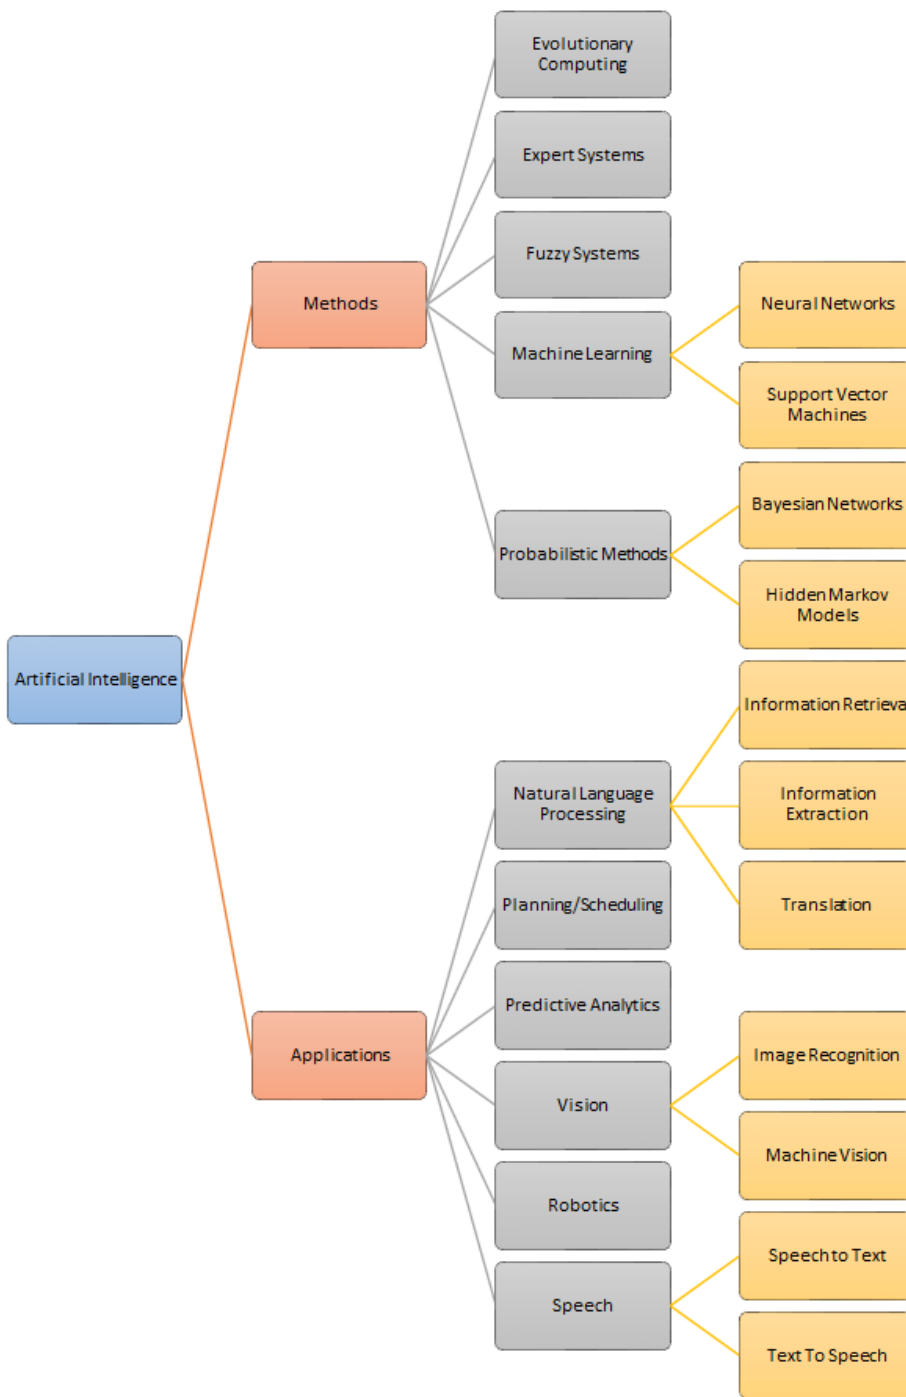 Evolutionary
Computing
Expert Systems
Fuzzy Systems
Methods
Neural Networks
Machine Learning
Support Vector
Machines
Bayesian Networks
Probabilistic Methods
Hidden Markov
Models
Artificial Intelligence
Information Retrieva
Natural Language
Processing
Information
Extraction
Planning/Scheduling
Translation
Predictive Analytics
Applications
Image Recognition
Vision
Machine Vision
Robotics
Speech to Text
Speech
Text To Speech